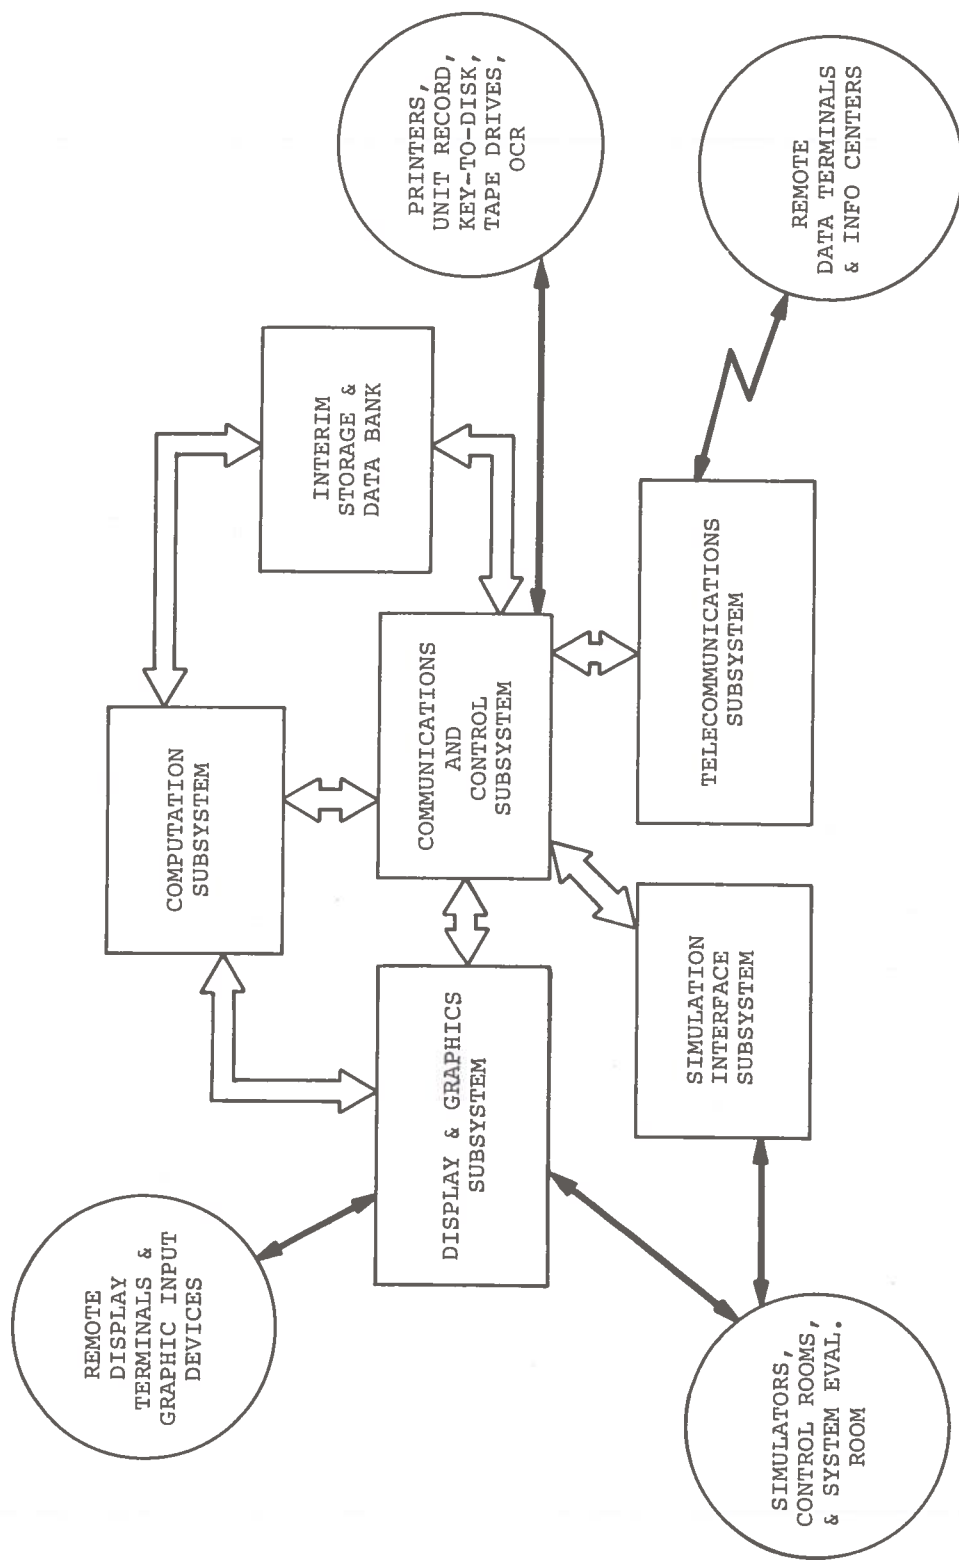 REMOTE
DISPLAY
TERMINALS &
GRAPHIC INPUT
DEVICES
COMPUTATION
SUBSYSTEM
INTERIM
STORAGE &
DATA BANK
PRINTERS,
UNIT RECORD,
KEY-TO-DISK,
TAPE DRIVES,
OCR
DISPLAY & GRAPHICS
SUBSYSTEM
COMMUNICATIONS
AND
CONTROL
SUBSYSTEM
SIMULATORS,
CONTROL ROOMS,
& SYSTEM EVAL.
ROOM
SIMULATION
INTERFACE
SUBSYSTEM
TELECOMMUNICATIONS
SUBSYSTEM
REMOTE
DATA TERMINALS
& INFO CENTERS